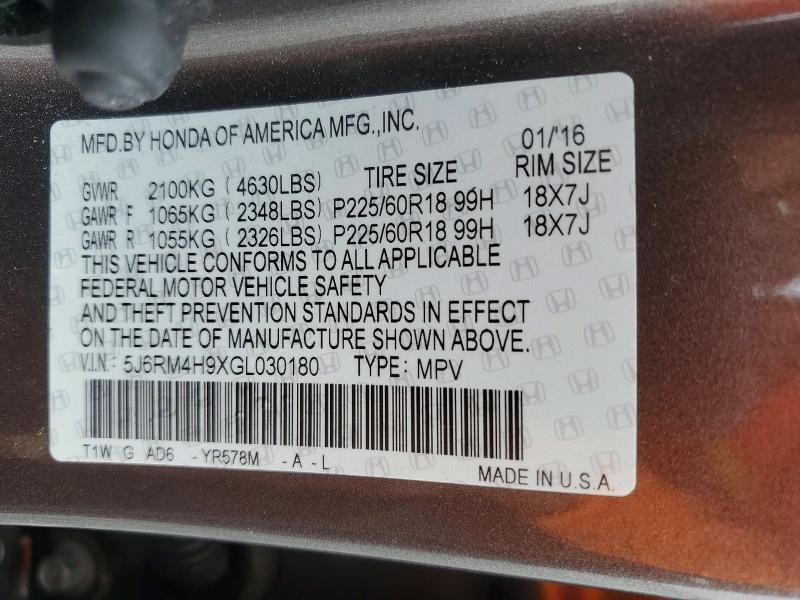 MFD.BY HONDA OF AMERICA MFG.,INC. 01/'16
GVWR 2100KG (4630LBS) TIRE SIZE RIM SIZE
GAWR F 1065KG (2348LBS) P225/60R18 99H 18X7J
GAWR R 1055KG (2326LBS) P225/60R18 99H 18X7J
THIS VEHICLE CONFORMS TO ALL APPLICABLE
FEDERAL MOTOR VEHICLE SAFETY
AND THEFT PREVENTION STANDARDS IN EFFECT
ON THE DATE OF MANUFACTURE SHOWN ABOVE.
V.I.N.: 5J6RM4H9XGL030180 TYPE: MPV
T1W G AD6 -YR578M -A -L
MADE IN U.S.A.